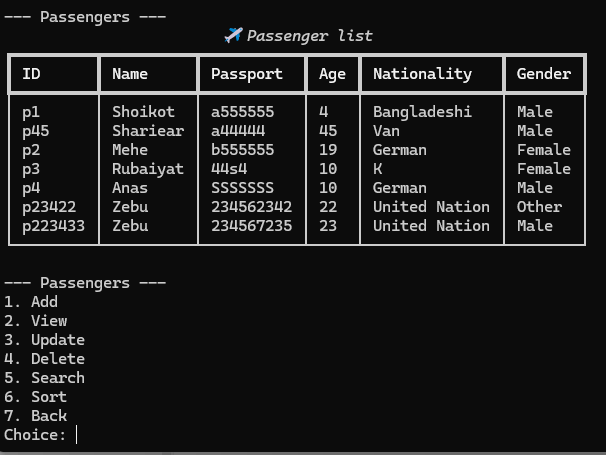 --- Passengers ---
✈️ Passenger list
ID Name Passport Age Nationality Gender
p1 Shoikot a555555 4 Bangladeshi Male
p45 Shariear a44444 45 Van Male
p2 Mehe b555555 19 German Female
p3 Rubaiyat 44s4 10 K Female
p4 Anas SSSSSSS 10 German Male
p23422 Zebu 234562342 22 United Nation Other
p223433 Zebu 234567235 23 United Nation Male
--- Passengers ---
1. Add
2. View
3. Update
4. Delete
5. Search
6. Sort
7. Back
Choice: